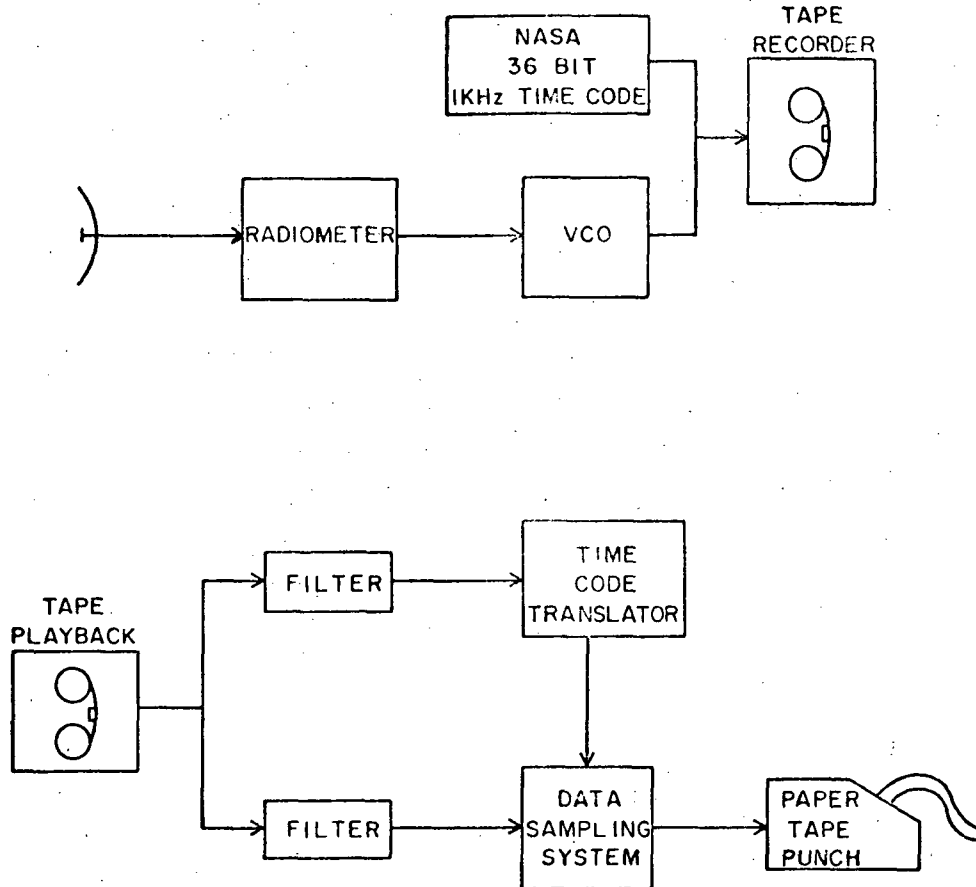 TAPE
RECORDER
NASA
36 BIT
1KHz TIME CODE
RADIOMETER
VCO
TAPE
PLAYBACK
FILTER
TIME
CODE
TRANSLATOR
FILTER
DATA
SAMPLING
SYSTEM
PAPER
TAPE
PUNCH